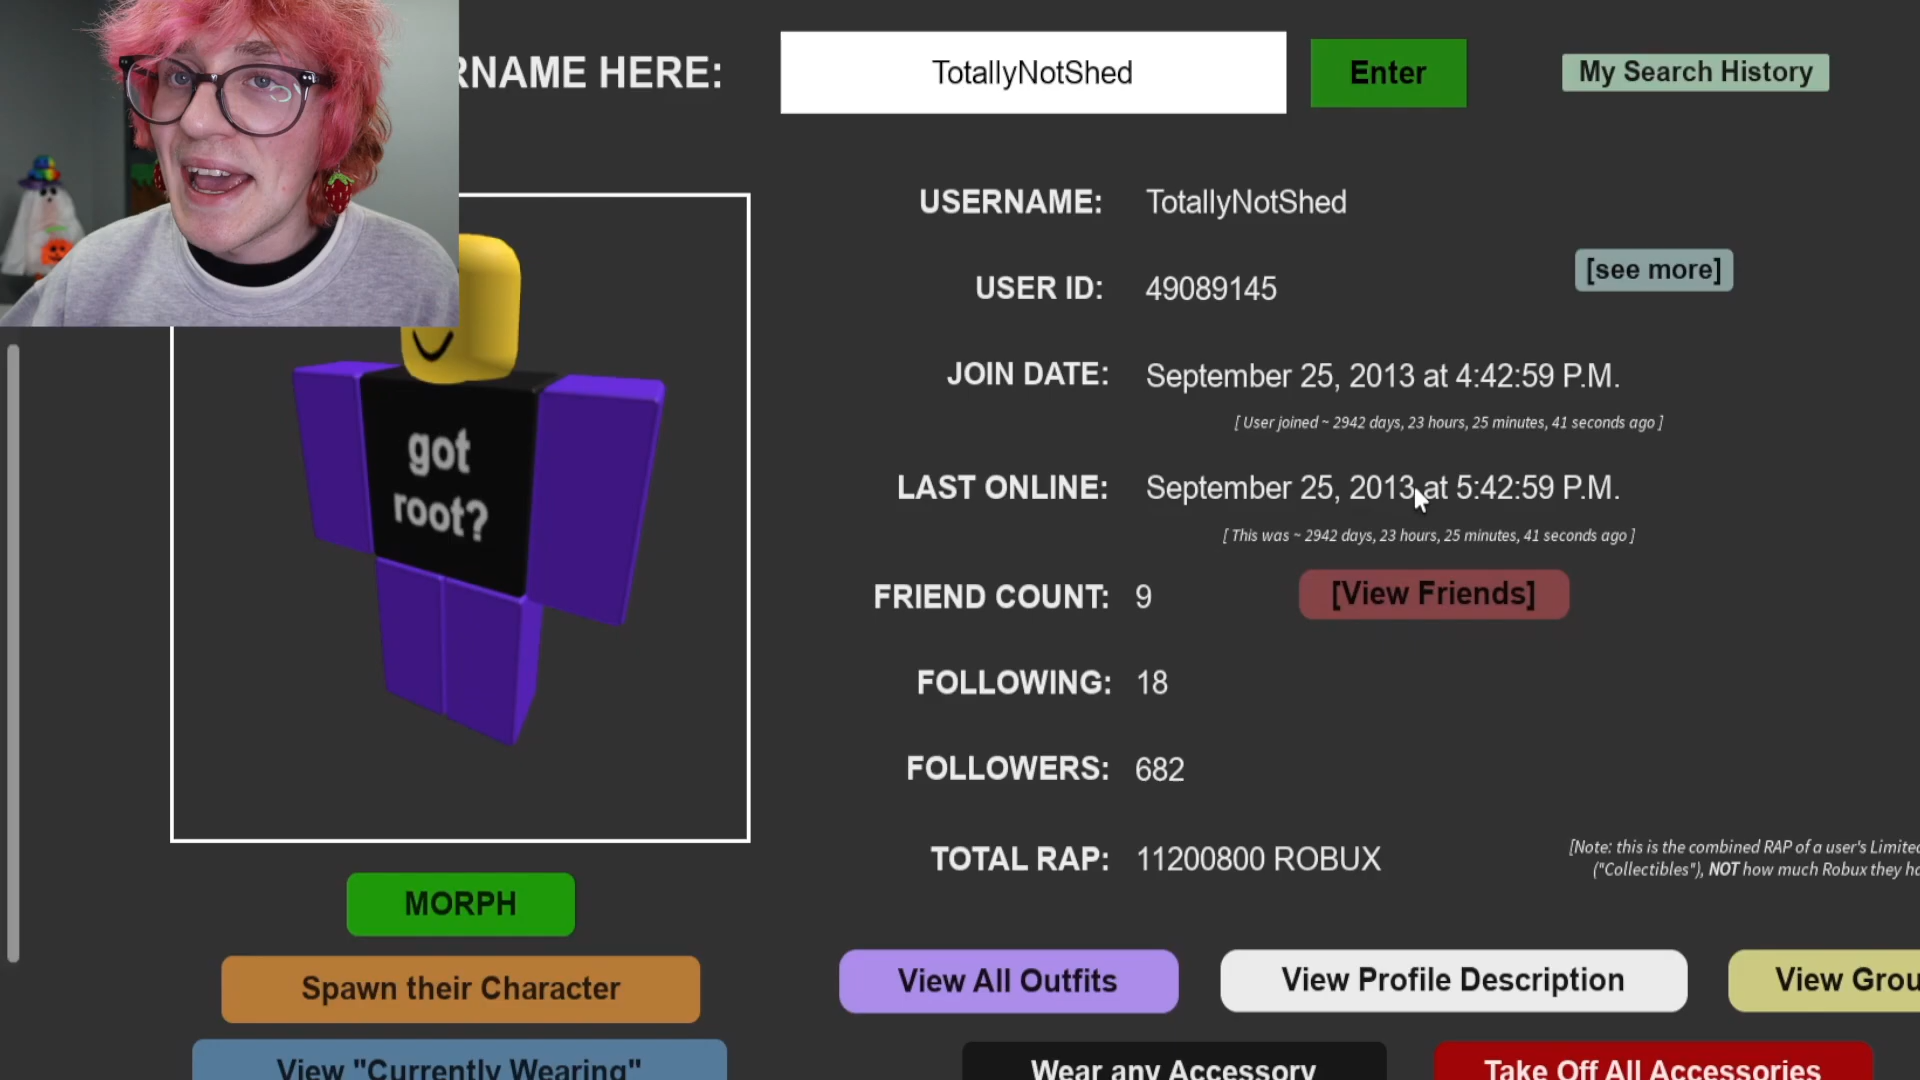 RNAME HERE:
TotallyNotShed
Enter
My Search History
USERNAME: TotallyNotShed
USER ID: 49089145
[see more]
JOIN DATE: September 25, 2013 at 4:42:59 P.M.
[ User joined ~ 2942 days, 23 hours, 25 minutes, 41 seconds ago ]
LAST ONLINE: September 25, 2013 at 5:42:59 P.M.
[ This was ~ 2942 days, 23 hours, 25 minutes, 41 seconds ago ]
FRIEND COUNT: 9
[View Friends]
FOLLOWING: 18
FOLLOWERS: 682
TOTAL RAP: 11200800 ROBUX
[Note: this is the combined RAP of a user's Limite
("Collectibles"), NOT how much Robux they ha
got
root?
MORPH
Spawn their Character
View "Currently Wearing"
View All Outfits
View Profile Description
View Grou
Wear any Accessory
Take Off All Accessories